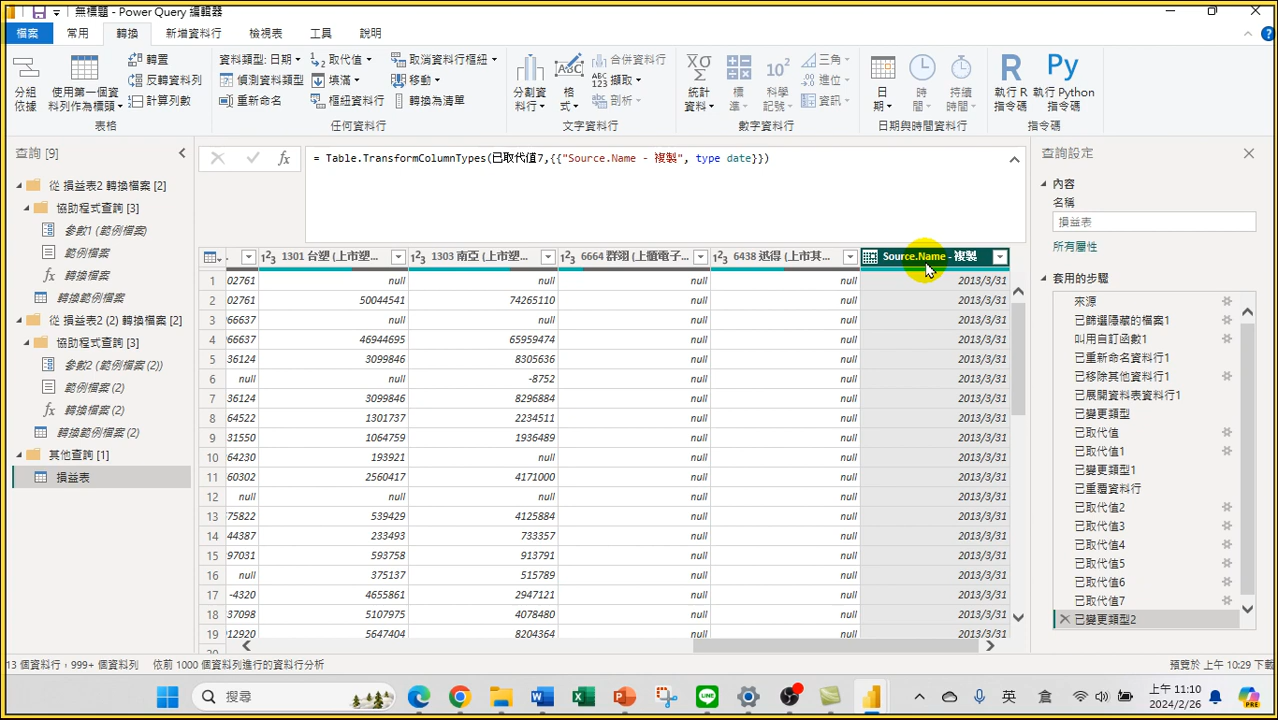 無標題 - Power Query 編輯器
檔案 常用 轉換 新增資料行 檢視表 工具 說明
分組依據
使用第一個資料列作為標頭
轉置
反轉資料列
計算列數
表格
資料類型: 日期
偵測資料類型
重新命名
取代值
填滿
樞紐資料行
取消資料行樞紐
移動
轉換為清單
任何資料行
分割資料行
格式
合併資料行
擷取
剖析
文字資料行
統計資料
標準
科學記號
三角
進位
資訊
數字資料行
日期
時間
持續時間
日期與時間資料行
執行 R 指令碼
執行 Python 指令碼
指令碼
查詢 [9]
從 損益表2 轉換檔案 [2]
協助程式查詢 [3]
參數1 (範例檔案)
範例檔案
轉換檔案
轉換範例檔案
從 損益表2 (2) 轉換檔案 [2]
協助程式查詢 [3]
參數2 (範例檔案 (2))
範例檔案 (2)
轉換檔案 (2)
轉換範例檔案 (2)
其他查詢 [1]
損益表
= Table.TransformColumnTypes(已取代值7,{{"Source.Name - 複製", type date}})
1301 台塑 (上市塑... 1303 南亞 (上市塑... 6664 群翊 (上櫃電子... 6438 迅得 (上市其... Source.Name - 複製
1 02761 null null null null 2013/3/31
2 02761 50044541 74265110 null null 2013/3/31
3 66637 null null null null 2013/3/31
4 66637 46944695 65959474 null null 2013/3/31
5 36124 3099846 8305636 null null 2013/3/31
6 null null -8752 null null 2013/3/31
7 36124 3099846 8296884 null null 2013/3/31
8 64522 1301737 2234511 null null 2013/3/31
9 31550 1064759 1936489 null null 2013/3/31
10 64230 193921 null null null 2013/3/31
11 60302 2560417 4171000 null null 2013/3/31
12 null null null null null 2013/3/31
13 75822 539429 4125884 null null 2013/3/31
14 44387 233493 733357 null null 2013/3/31
15 97031 593758 913791 null null 2013/3/31
16 null 375137 515789 null null 2013/3/31
17 -4320 4655861 2947121 null null 2013/3/31
18 37098 5107975 4078480 null null 2013/3/31
19 12920 5647404 8204364 null null 2013/3/31
查詢設定
內容
名稱
損益表
所有屬性
套用的步驟
來源
已篩選隱藏的檔案1
叫用自訂函數1
已重新命名資料行1
已移除其他資料行1
已展開資料表資料行1
已變更類型
已取代值
已取代值1
已變更類型1
已重覆資料行
已取代值2
已取代值3
已取代值4
已取代值5
已取代值6
已取代值7
已變更類型2
13 個資料行，999+ 個資料列 依前 1000 個資料列進行的資料行分析
預覽於 上午 10:29 下載
搜尋
英
上午 11:10
2024/2/26